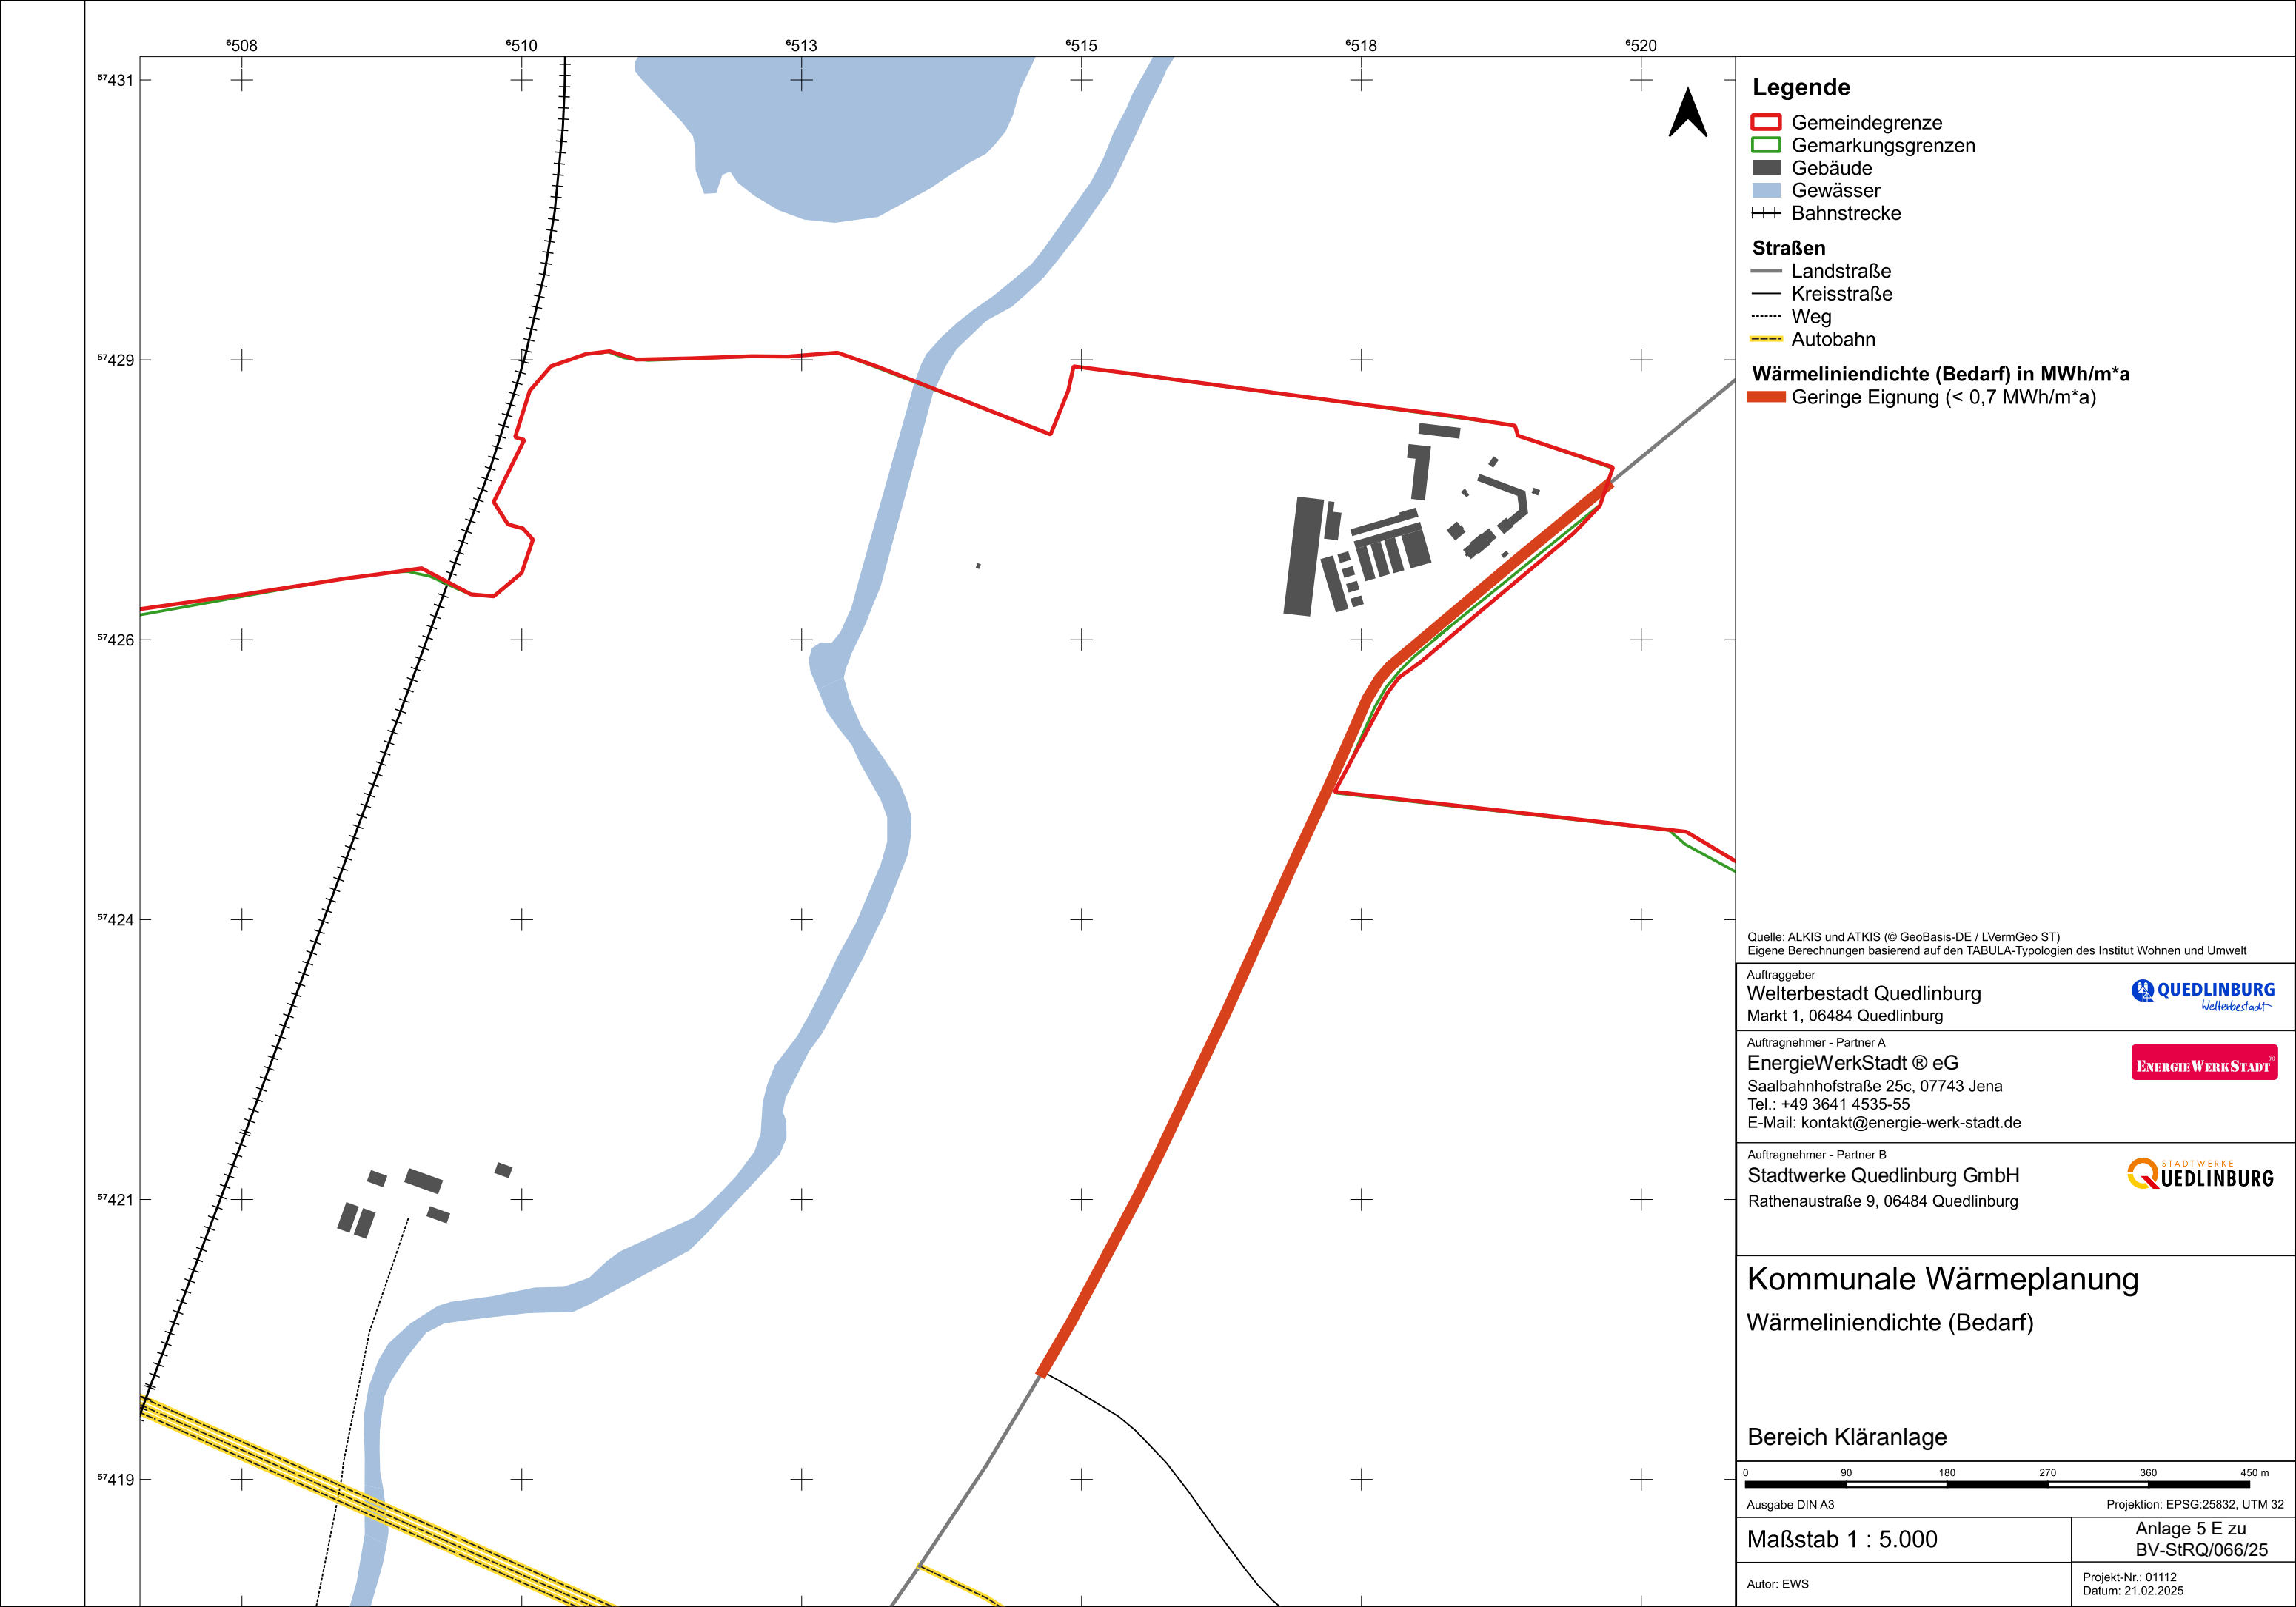 ⁶508 ⁶510 ⁶513 ⁶515 ⁶518 ⁶520
⁵⁷431
⁵⁷429
⁵⁷426
⁵⁷424
⁵⁷421
⁵⁷419
Legende
Gemeindegrenze
Gemarkungsgrenzen
Gebäude
Gewässer
Bahnstrecke
Straßen
Landstraße
Kreisstraße
Weg
Autobahn
Wärmeliniendichte (Bedarf) in MWh/m*a
Geringe Eignung (< 0,7 MWh/m*a)
Quelle: ALKIS und ATKIS (© GeoBasis-DE / LVermGeo ST)
Eigene Berechnungen basierend auf den TABULA-Typologien des Institut Wohnen und Umwelt
Auftraggeber
Welterbestadt Quedlinburg
Markt 1, 06484 Quedlinburg
QUEDLINBURG
Welterbestadt
Auftragnehmer - Partner A
EnergieWerkStadt ® eG
Saalbahnhofstraße 25c, 07743 Jena
Tel.: +49 3641 4535-55
E-Mail: kontakt@energie-werk-stadt.de
ENERGIEWERKSTADT ®
Auftragnehmer - Partner B
Stadtwerke Quedlinburg GmbH
Rathenaustraße 9, 06484 Quedlinburg
STADTWERKE
QUEDLINBURG
Kommunale Wärmeplanung
Wärmeliniendichte (Bedarf)
Bereich Kläranlage
0 90 180 270 360 450 m
Ausgabe DIN A3 Projektion: EPSG:25832, UTM 32
Maßstab 1 : 5.000
Anlage 5 E zu
BV-StRQ/066/25
Autor: EWS
Projekt-Nr.: 01112
Datum: 21.02.2025